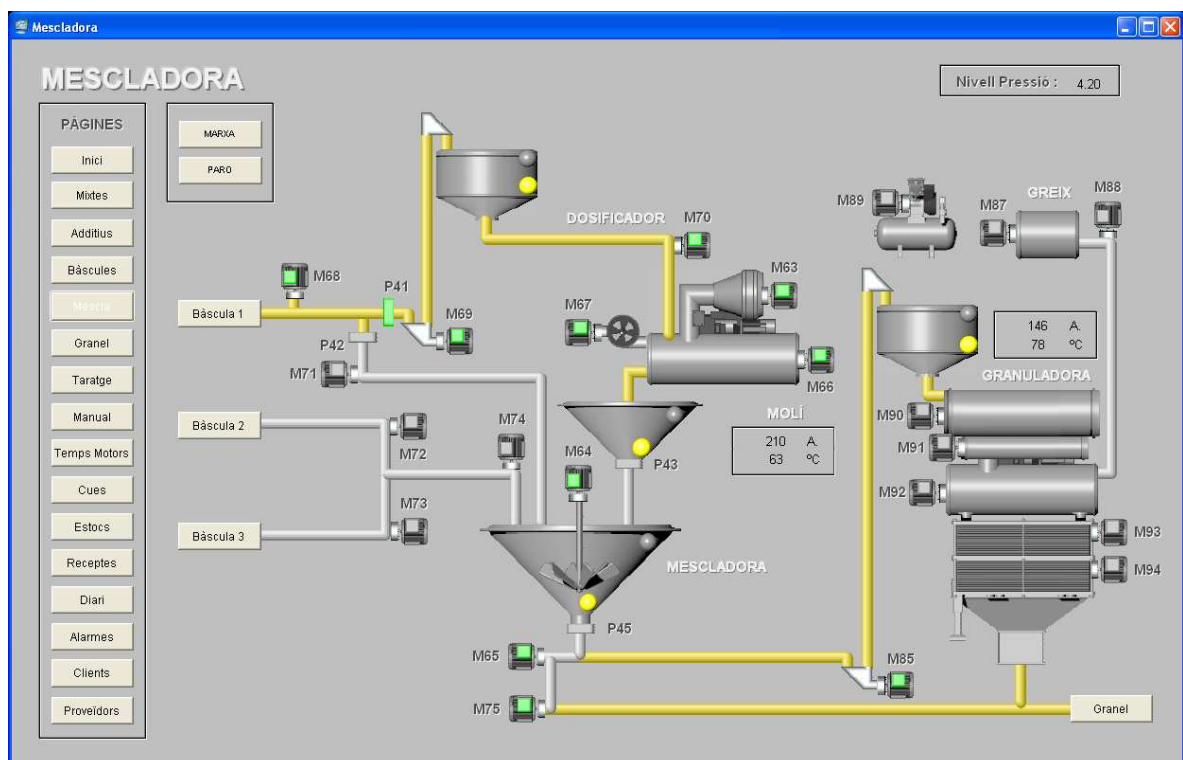 Mescladora
MESCLADORA
Nivell Pressió : 4.20
PÀGINES
Inici
Mixtes
Additius
Bàscules
Mescla
Granel
Taratge
Manual
Temps Motors
Cues
Estocs
Receptes
Diari
Alarmes
Clients
Proveïdors
MARXA
PARO
Bàscula 1
Bàscula 2
Bàscula 3
M68
P41
M69
P42
M71
M72
M73
M74
DOSIFICADOR
M70
M63
M67
M66
MOLÍ
210 A.
63 ºC
P43
M64
MESCLADORA
P45
M65
M75
M85
M89
GREIX
M87
M88
146 A.
78 ºC
GRANULADORA
M90
M91
M92
M93
M94
Granel